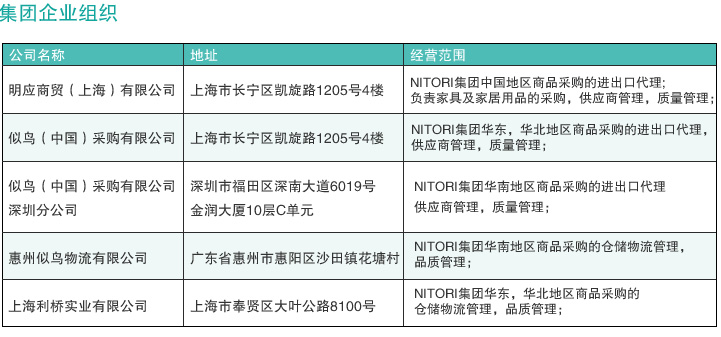 集团企业组织
公司名称 地址 经营范围
明应商贸（上海）有限公司 上海市长宁区凯旋路1205号4楼 NITORI集团中国地区商品采购的进出口代理;
负责家具及家居用品的采购，供应商管理，质量管理；
似鸟（中国）采购有限公司 上海市长宁区凯旋路1205号4楼 NITORI集团华东，华北地区商品采购的进出口代理，
供应商管理，质量管理；
似鸟（中国）采购有限公司 深圳市福田区深南大道6019号 NITORI集团华南地区商品采购的进出口代理
深圳分公司 金润大厦10层C单元 供应商管理，质量管理；
惠州似鸟物流有限公司 广东省惠州市惠阳区沙田镇花塘村 NITORI集团华南地区商品采购的仓储物流管理，
品质管理；
上海利桥实业有限公司 上海市奉贤区大叶公路8100号 NITORI集团华东，华北地区商品采购的
仓储物流管理，品质管理；